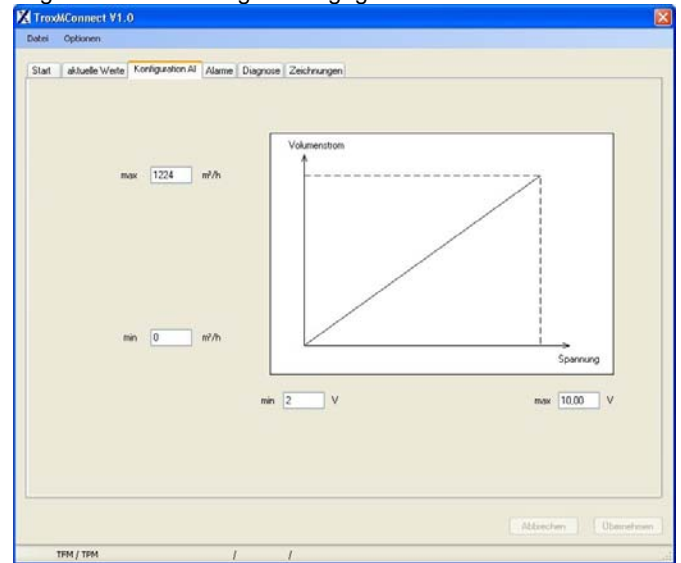 TroxMConnect V1.0
Datei Optionen
Start aktuelle Werte Konfiguration AI Alarme Diagnose Zeichnungen
Volumenstrom
max 1224 m³/h
min 0 m³/h
Spannung
min 2 V max 10,00 V
Abbrechen Übernehmen
TFM / TPM / /